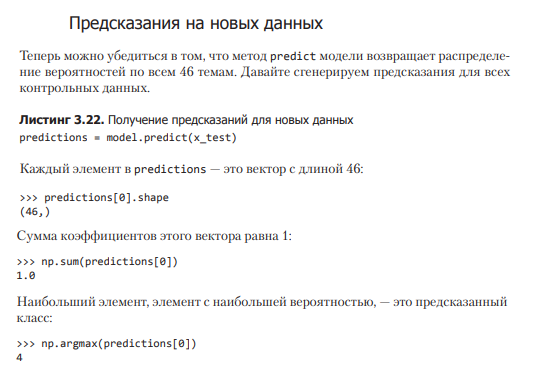 Предсказания на новых данных
Теперь можно убедиться в том, что метод predict модели возвращает распределе-
ние вероятностей по всем 46 темам. Давайте сгенерируем предсказания для всех
контрольных данных.
Листинг 3.22. Получение предсказаний для новых данных
predictions = model.predict(x_test)
Каждый элемент в predictions — это вектор с длиной 46:
>>> predictions[0].shape
(46,)
Сумма коэффициентов этого вектора равна 1:
>>> np.sum(predictions[0])
1.0
Наибольший элемент, элемент с наибольшей вероятностью, — это предсказанный
класс:
>>> np.argmax(predictions[0])
4